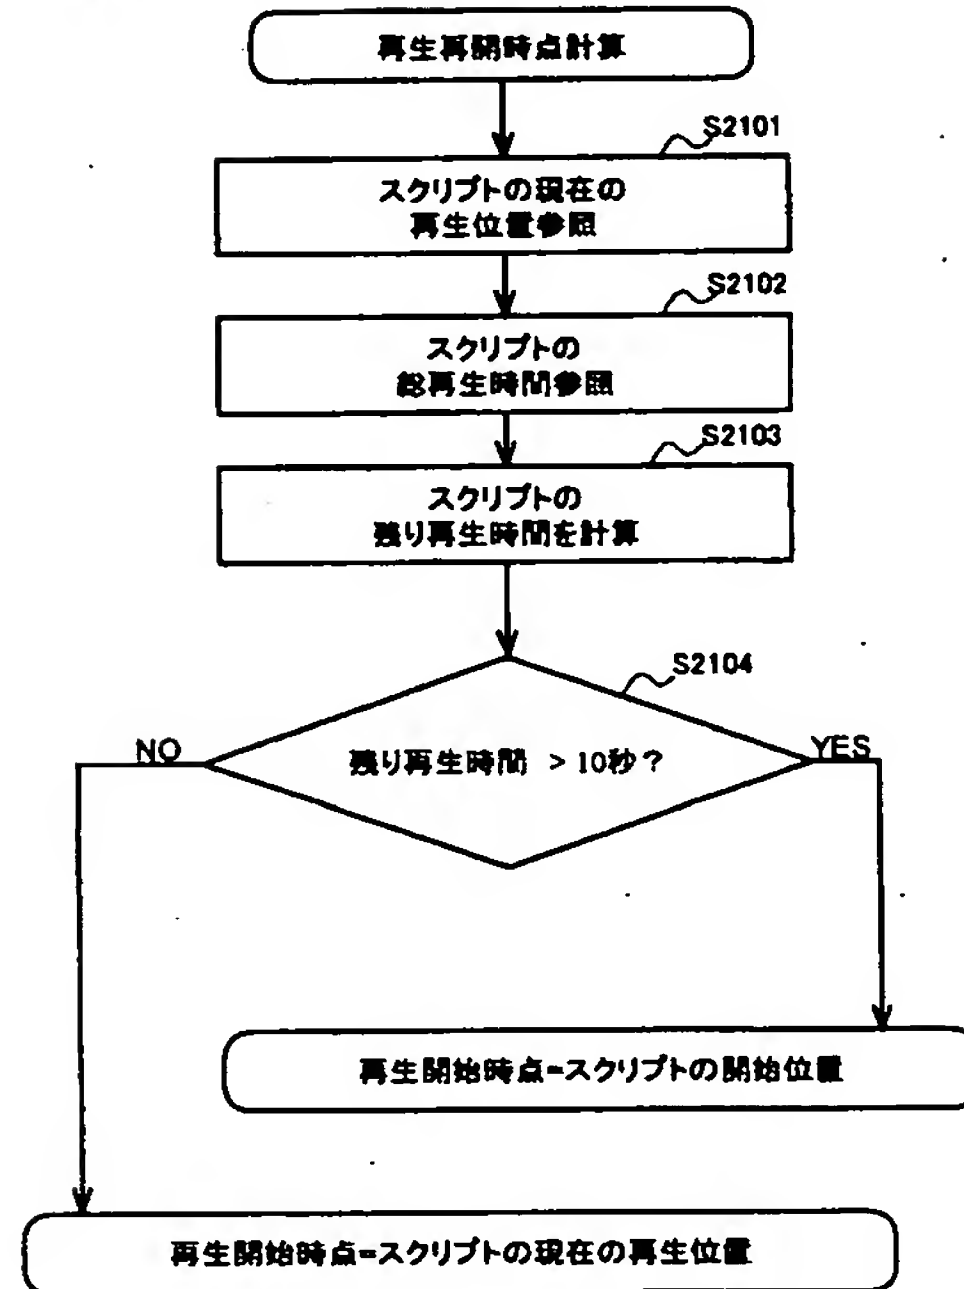 再生再開時点計算
S2101
スクリプトの現在の
再生位置参照
S2102
スクリプトの
総再生時間参照
S2103
スクリプトの
残り再生時間を計算
S2104
NO
残り再生時間 > 10秒?
YES
再生開始時点=スクリプトの開始位置
再生開始時点=スクリプトの現在の再生位置